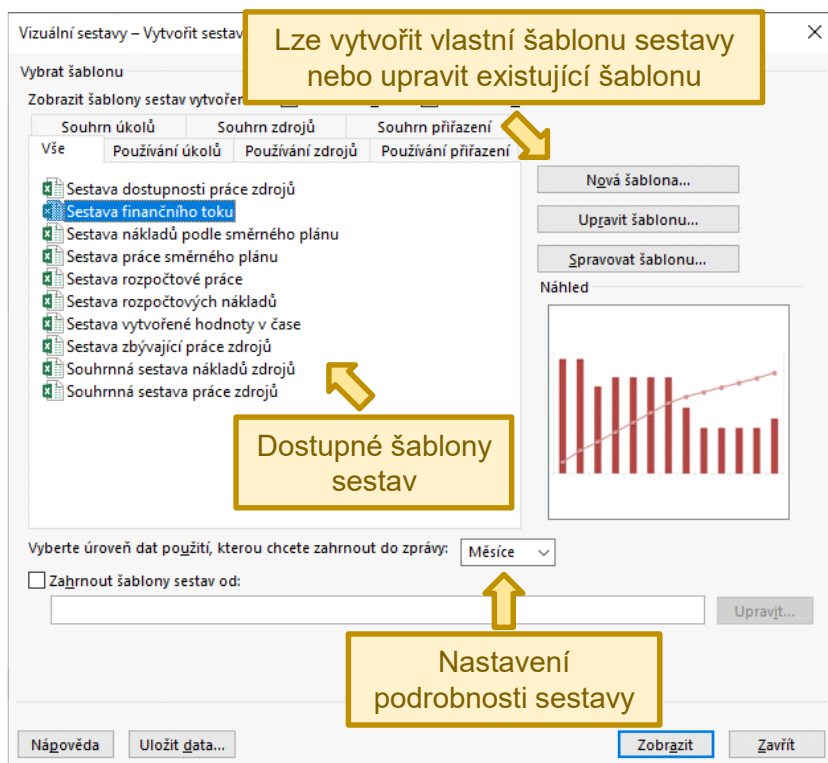 Vizuální sestavy – Vytvořit sestav
Lze vytvořit vlastní šablonu sestavy
nebo upravit existující šablonu
Vybrat šablonu
Zobrazit šablony sestav vytvoře
Souhrn úkolů Souhrn zdrojů Souhrn přiřazení
Vše Používání úkolů Používání zdrojů Používání přiřazení
Sestava dostupnosti práce zdrojů
Sestava finančního toku
Sestava nákladů podle směrného plánu
Sestava práce směrného plánu
Sestava rozpočtové práce
Sestava rozpočtových nákladů
Sestava vytvořené hodnoty v čase
Sestava zbývající práce zdrojů
Souhrnná sestava nákladů zdrojů
Souhrnná sestava práce zdrojů
Nová šablona...
Upravit šablonu...
Spravovat šablonu...
Náhled
Dostupné šablony
sestav
Vyberte úroveň dat použití, kterou chcete zahrnout do zprávy: Měsíce
Zahrnout šablony sestav od:
Upravit...
Nastavení
podrobnosti sestavy
Nápověda Uložit data... Zobrazit Zavřít